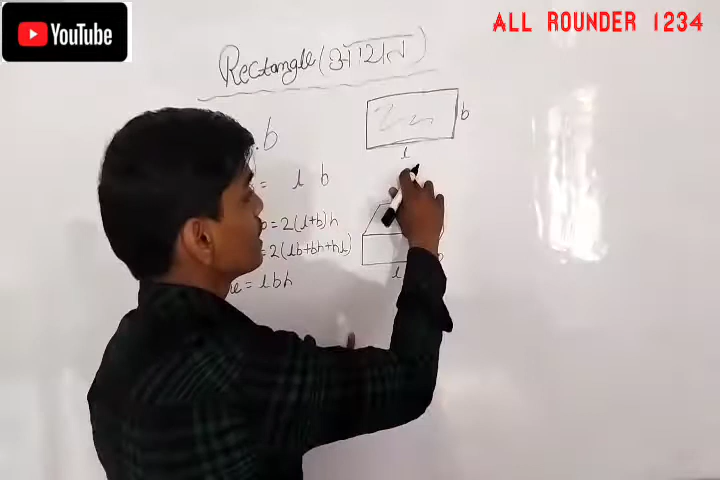 YouTube
ALL ROUNDER 1234
Rectangle (आयत)
b
b
l
= l b
= 2(l+b)h
= 2(lb+bh+hl)
l
= lbh